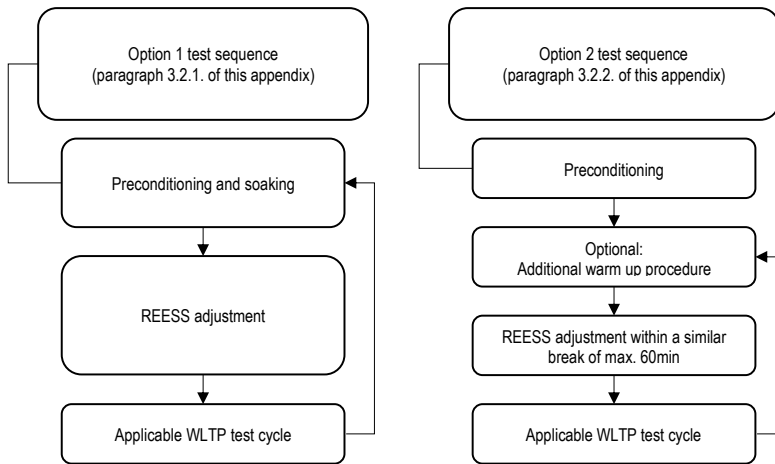 Option 1 test sequence
(paragraph 3.2.1. of this appendix)
Preconditioning and soaking
REESS adjustment
Applicable WLTP test cycle
Option 2 test sequence
(paragraph 3.2.2. of this appendix)
Preconditioning
Optional:
Additional warm up procedure
REESS adjustment within a similar
break of max. 60min
Applicable WLTP test cycle